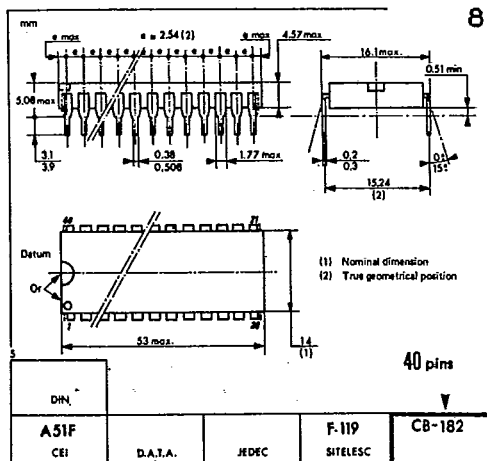 mm
8
e max
e = 2.54 (2)
e max
4.57 max
16.1 max.
0.51 min
5,08 max
3.1
3.9
0.38
0.508
1.77 max
0,2
0,3
15,24
(2)
15°
21
Datum
Or
(1) Nominal dimension
(2) True geometrical position
1
53 max.
14
(1)
40 pins
5
DIN
A51F
CEI
D.A.T.A.
JEDEC
F-119
SITELESC
CB-182